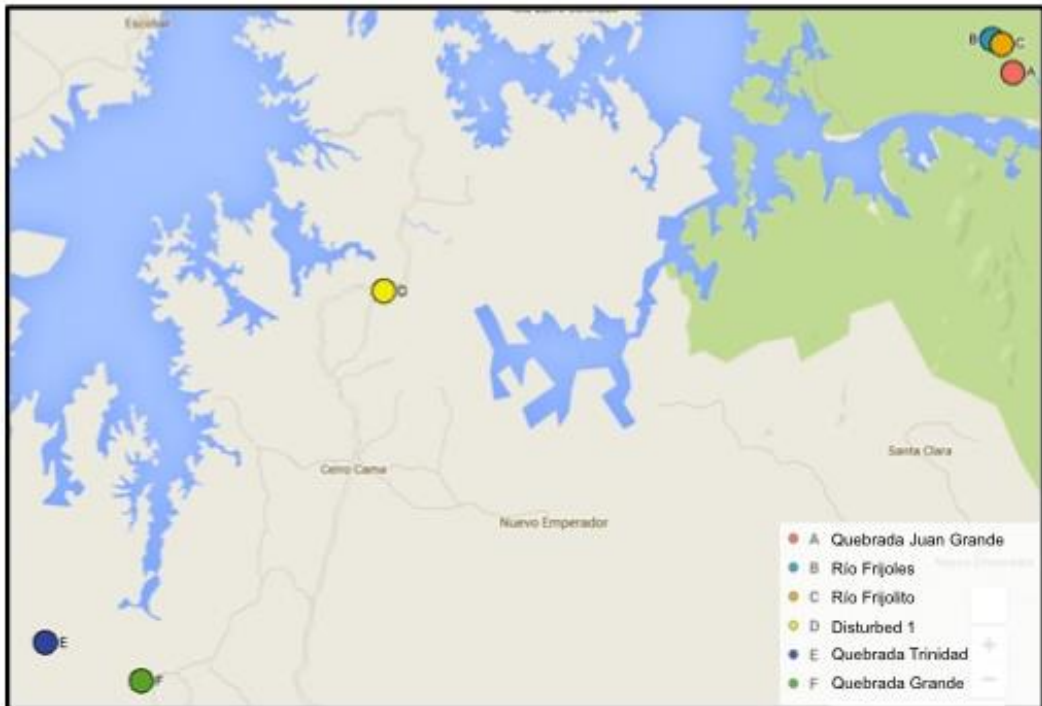 Escobar
B C
A
D
Cerro Cama
Santa Clara
Nuevo Emperador
A Quebrada Juan Grande
B Río Frijoles
C Río Frijolito
D Disturbed 1
E Quebrada Trinidad
F Quebrada Grande
E
F
+
−